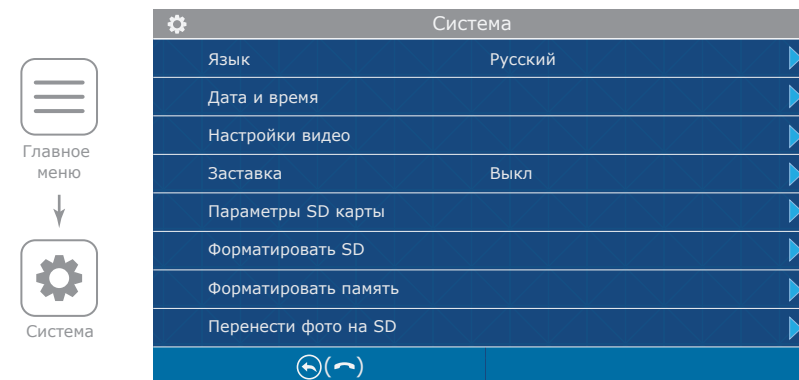 Главное
меню
Система
Система
Язык Русский
Дата и время
Настройки видео
Заставка Выкл
Параметры SD карты
Форматировать SD
Форматировать память
Перенести фото на SD